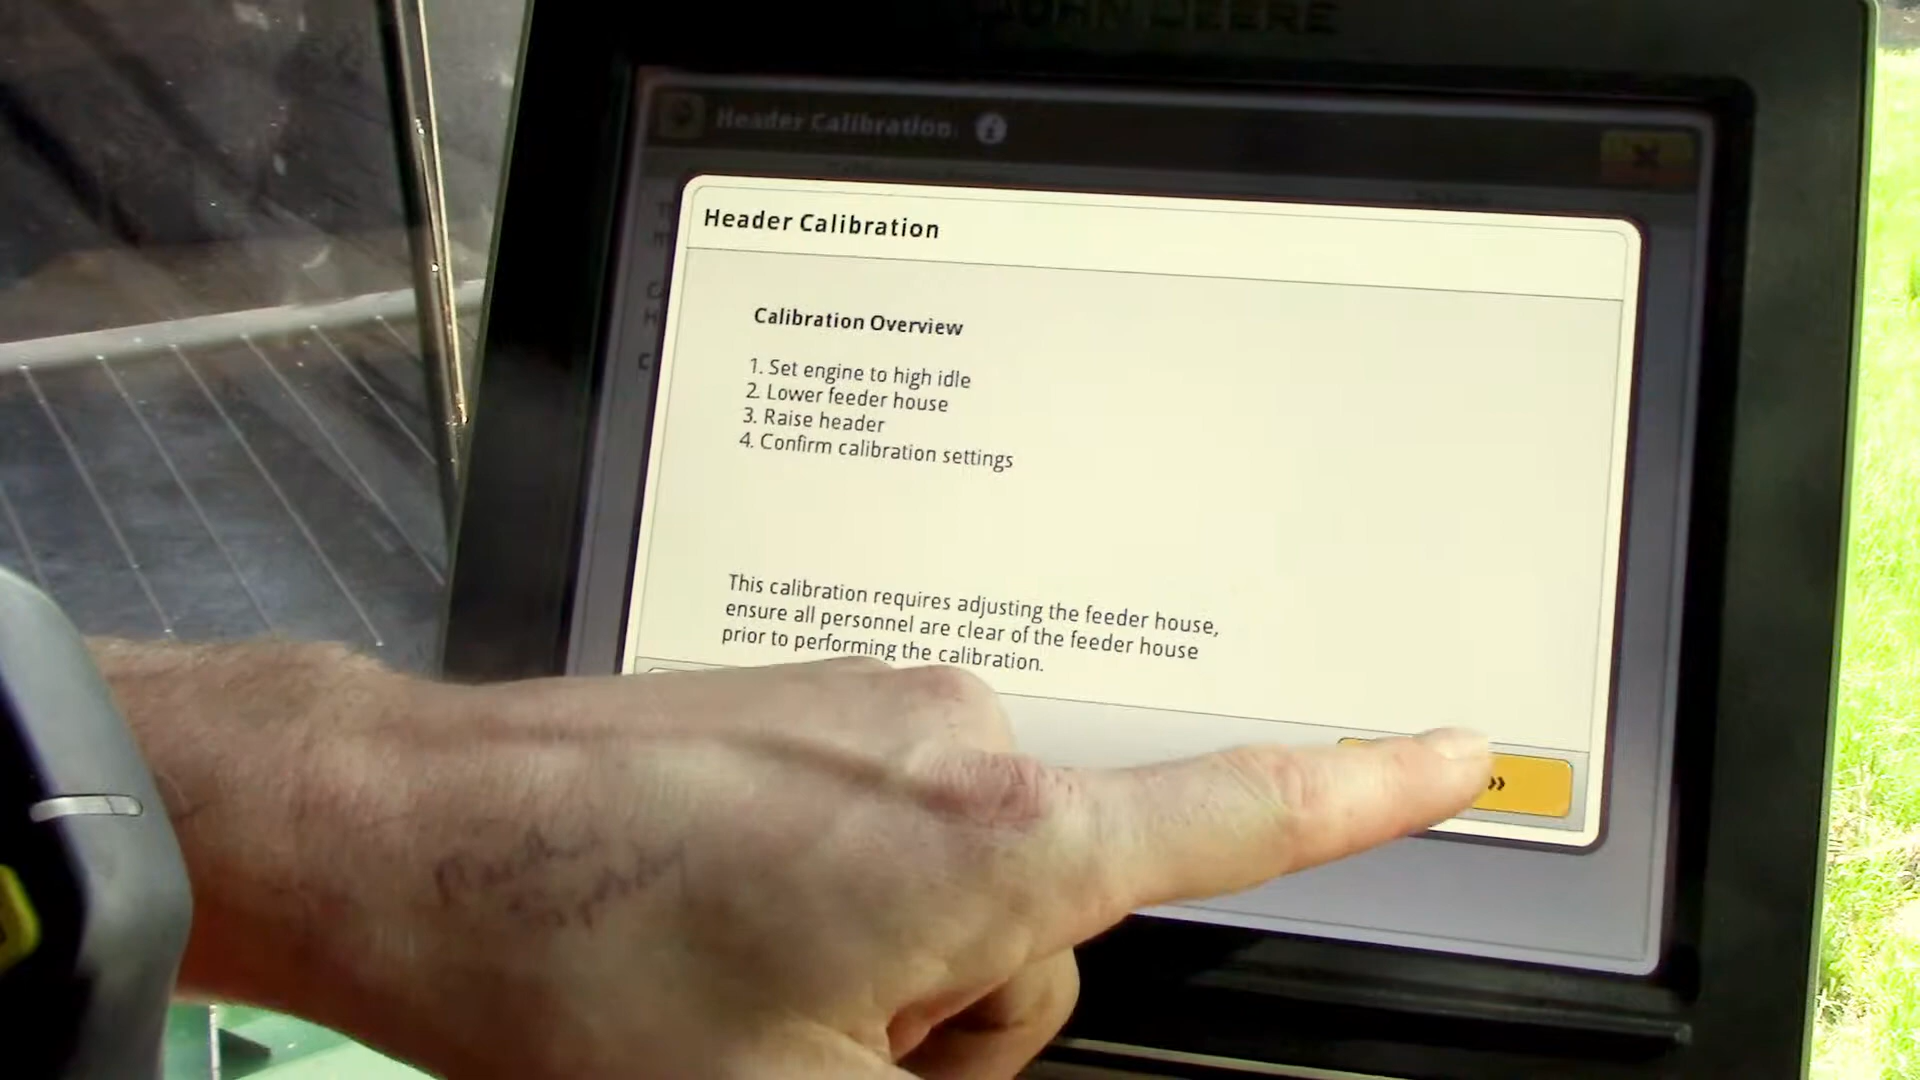 JOHN DEERE
Header Calibration
Header Calibration
Calibration Overview
1. Set engine to high idle
2. Lower feeder house
3. Raise header
4. Confirm calibration settings
This calibration requires adjusting the feeder house,
ensure all personnel are clear of the feeder house
prior to performing the calibration.
»